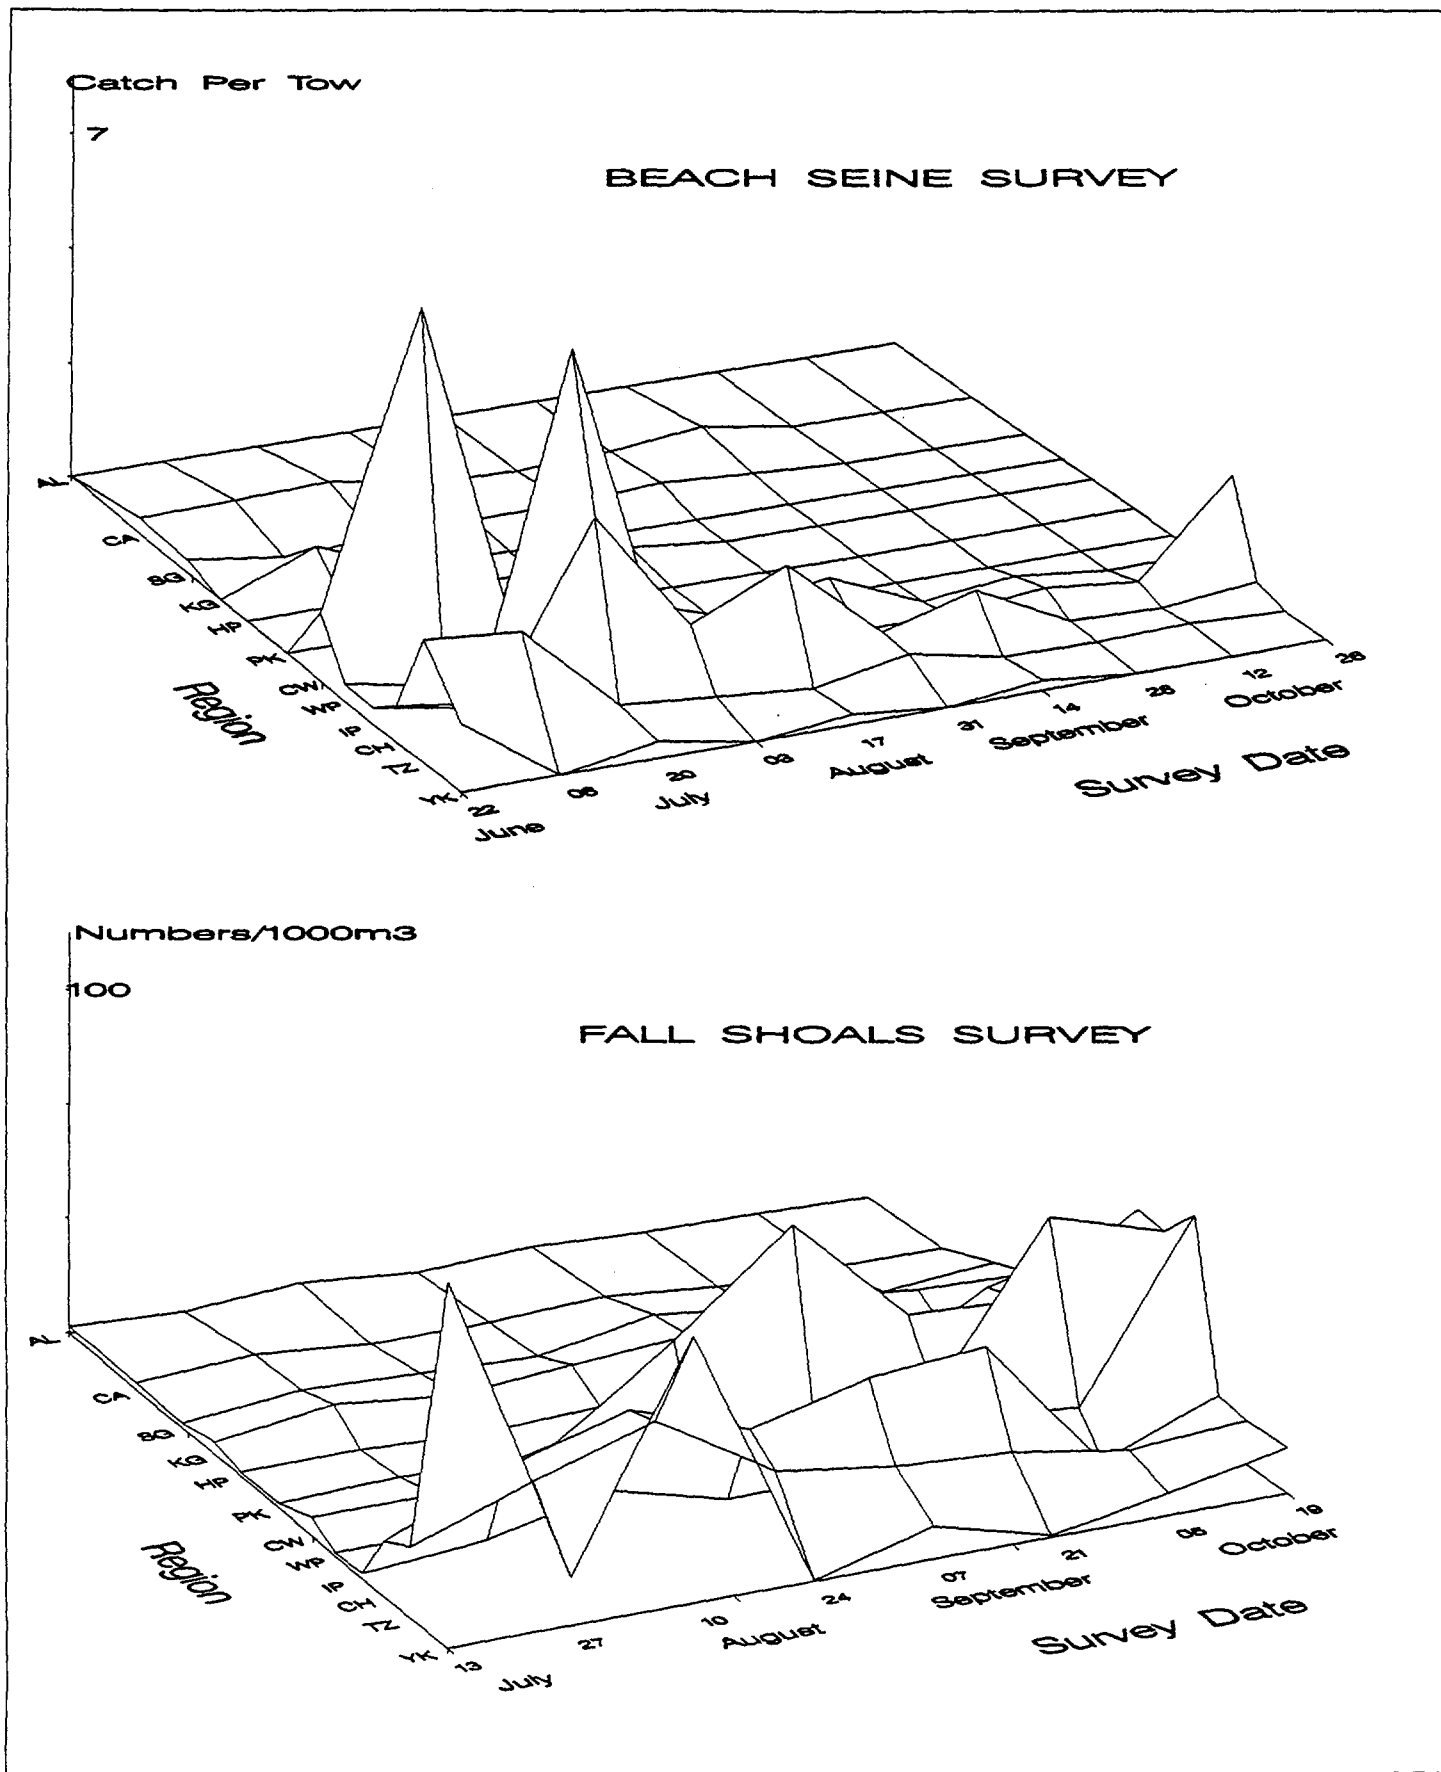 Catch Per Tow
7
BEACH SEINE SURVEY
AL
CA
SG
KG
HP
PK
CW
WP
IP
CH
TZ
YK
Region
22
06
20
03
17
31
14
28
12
26
June
July
August
September
October
Survey Date
Numbers/1000m3
100
FALL SHOALS SURVEY
AL
CA
SG
KG
HP
PK
CW
WP
IP
CH
TZ
YK
Region
13
27
10
24
07
21
05
19
July
August
September
October
Survey Date